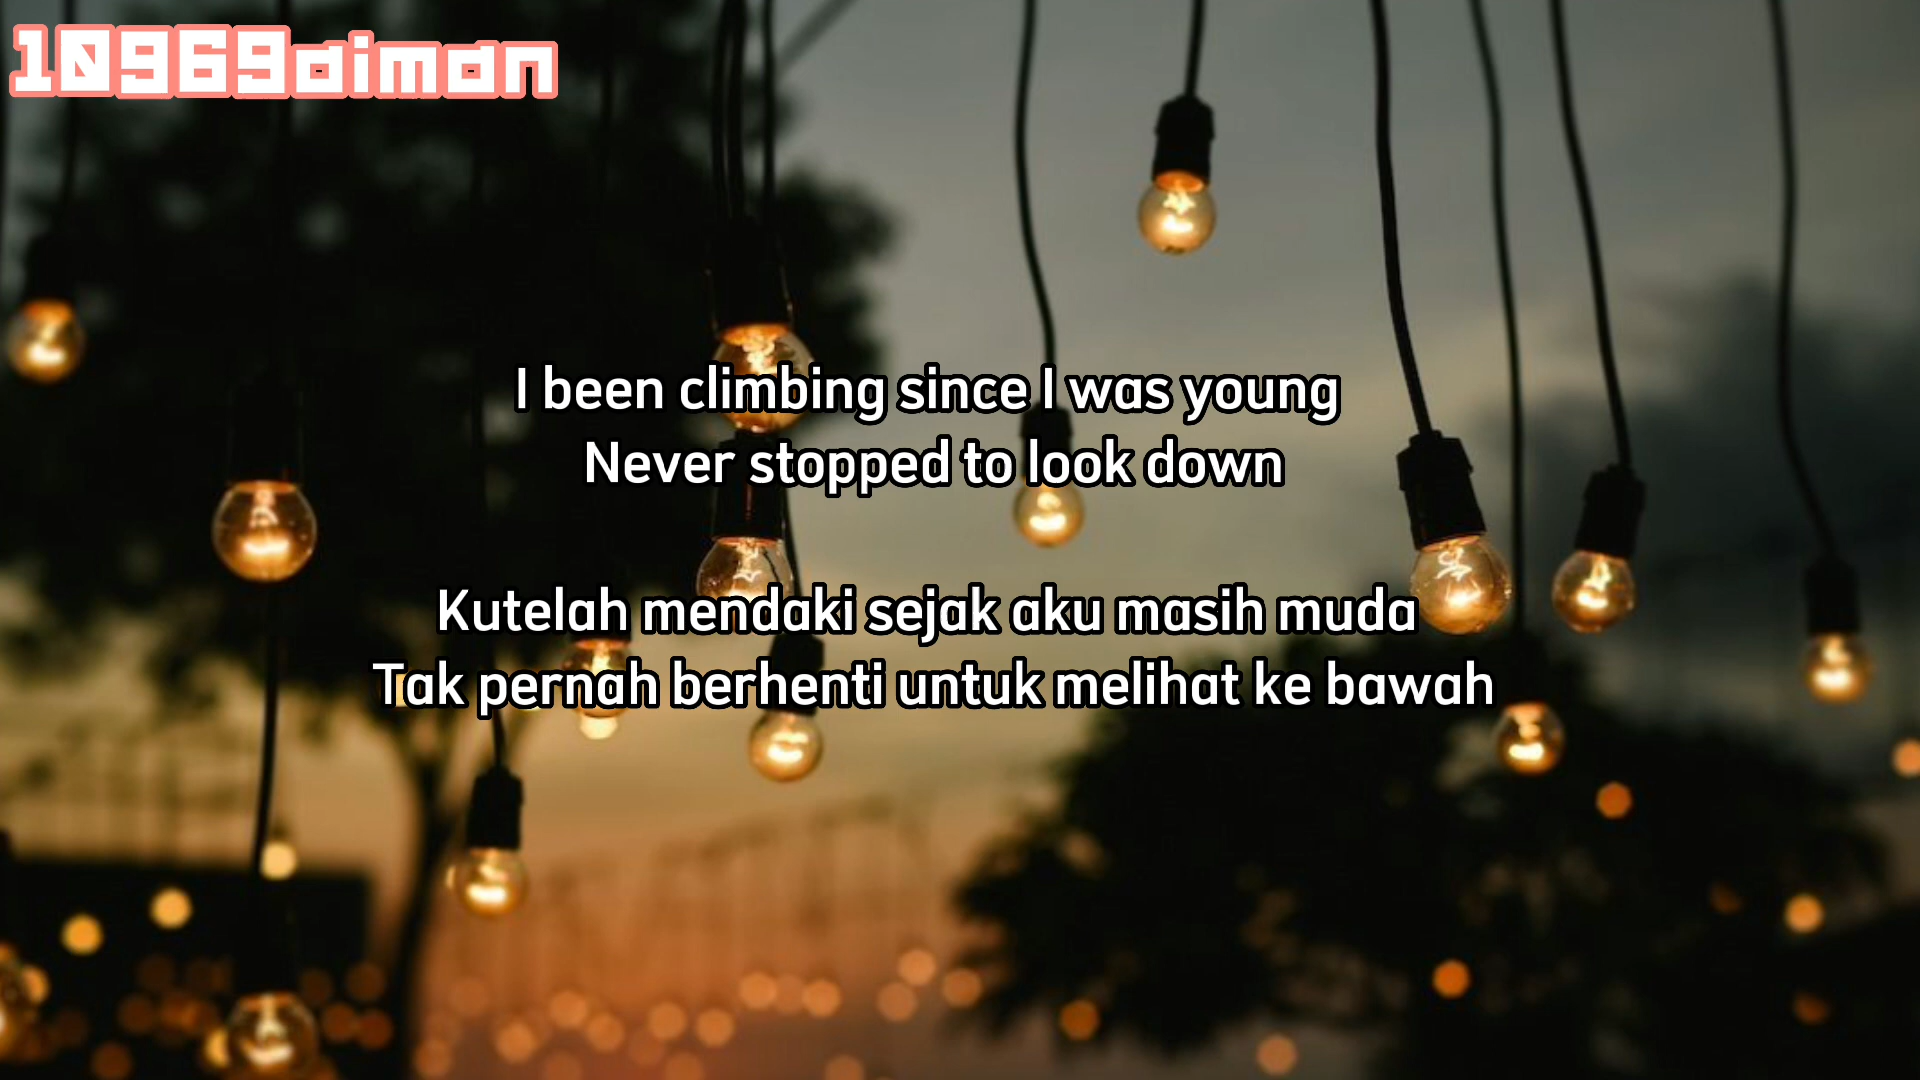 10969aiman
I been climbing since I was young
Never stopped to look down
Kutelah mendaki sejak aku masih muda
Tak pernah berhenti untuk melihat ke bawah